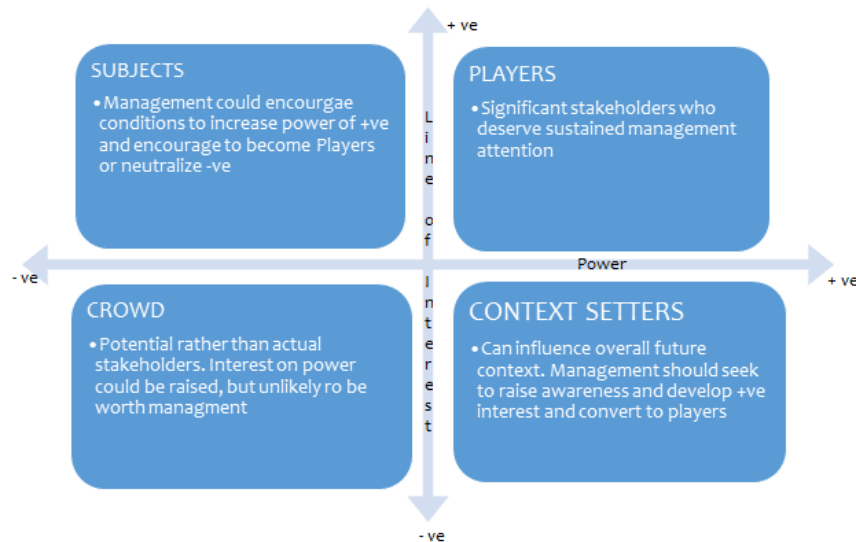 + ve
SUBJECTS
•Management could encourgae
conditions to increase power of +ve
and encourage to become Players
or neutralize -ve
PLAYERS
•Significant stakeholders who
deserve sustained management
attention
Line of Interest
- ve
Power
+ ve
CROWD
•Potential rather than actual
stakeholders. Interest on power
could be raised, but unlikely ro be
worth managment
CONTEXT SETTERS
•Can influence overall future
context. Management should seek
to raise awareness and develop +ve
interest and convert to players
- ve